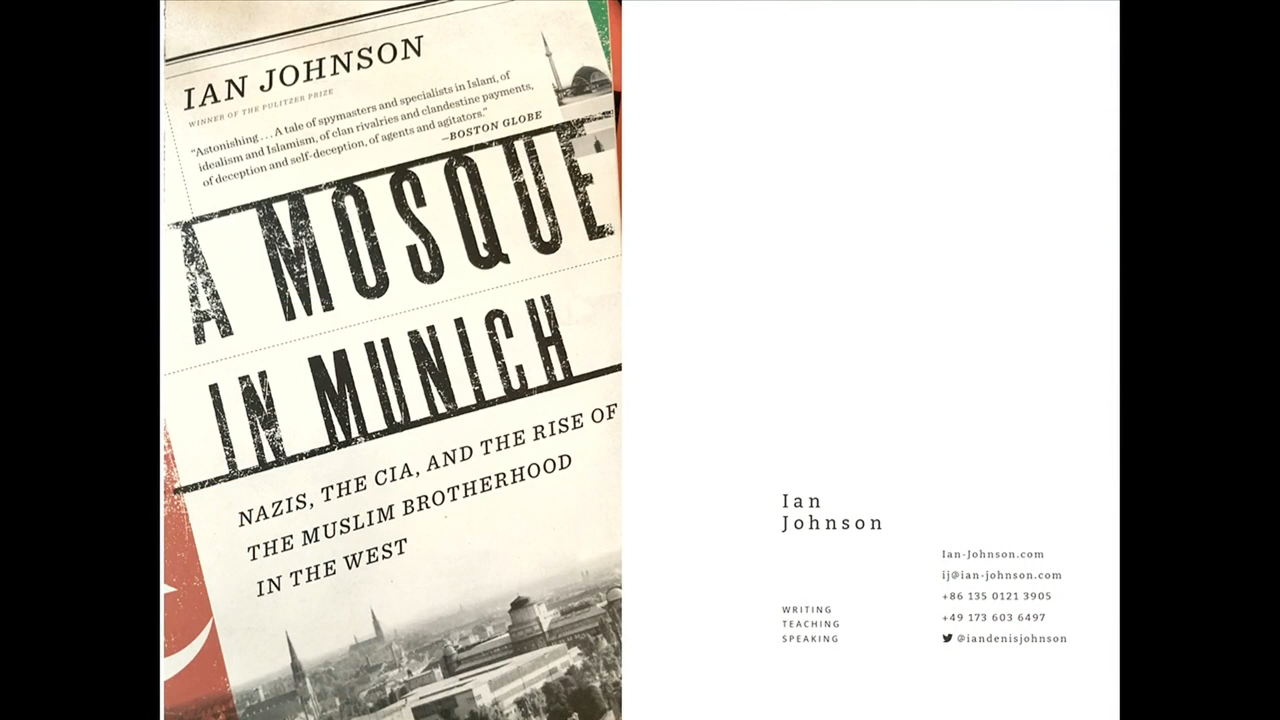 IAN JOHNSON
WINNER OF THE PULITZER PRIZE
“Astonishing . . . A tale of spymasters and specialists in Islam, of
idealism and Islamism, of clan rivalries and clandestine payments,
of deception and self-deception, of agents and agitators.”
—BOSTON GLOBE
A MOSQUE
IN MUNICH
NAZIS, THE CIA, AND THE RISE OF
THE MUSLIM BROTHERHOOD
IN THE WEST
Ian
Johnson
WRITING
TEACHING
SPEAKING
Ian-Johnson.com
ij@ian-johnson.com
+86 135 0121 3905
+49 173 603 6497
@iandenisjohnson